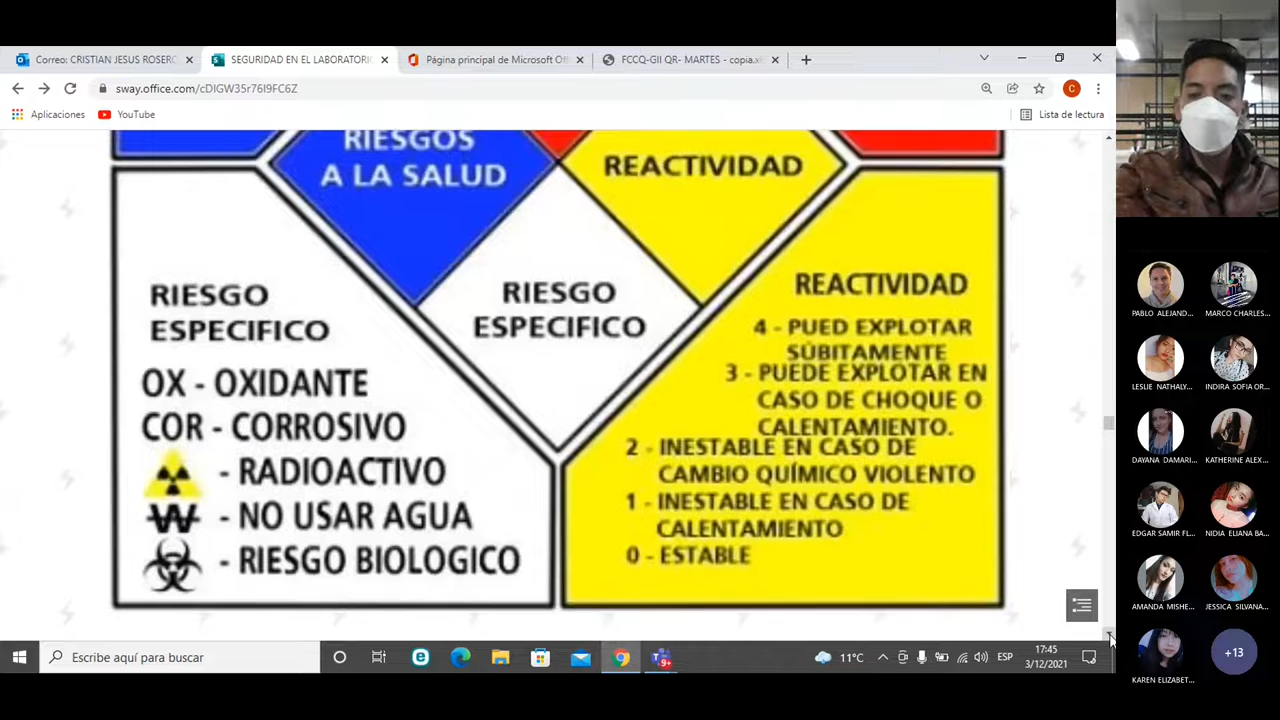 Correo: CRISTIAN JESUS ROSERO
SEGURIDAD EN EL LABORATORIO
Página principal de Microsoft Of
FCCQ-GII QR- MARTES - copia.x
sway.office.com/cDIGW35r76I9FC6Z
C
Aplicaciones
YouTube
Lista de lectura
RIESGOS
A LA SALUD
REACTIVIDAD
RIESGO
ESPECIFICO
RIESGO
ESPECIFICO
OX - OXIDANTE
COR - CORROSIVO
- RADIOACTIVO
W - NO USAR AGUA
- RIESGO BIOLOGICO
REACTIVIDAD
4 - PUED EXPLOTAR
SÚBITAMENTE
3 - PUEDE EXPLOTAR EN
CASO DE CHOQUE O
CALENTAMIENTO.
2 - INESTABLE EN CASO DE
CAMBIO QUÍMICO VIOLENTO
1 - INESTABLE EN CASO DE
CALENTAMIENTO
0 - ESTABLE
Escribe aquí para buscar
9+
11°C
ESP
17:45
3/12/2021
PABLO ALEJAND...
MARCO CHARLES...
LESLIE NATHALY...
INDIRA SOFIA OR...
DAYANA DAMARI...
KATHERINE ALEX...
EDGAR SAMIR FL...
NIDIA ELIANA BA...
AMANDA MISHE...
JESSICA SILVANA...
KAREN ELIZABET...
+13